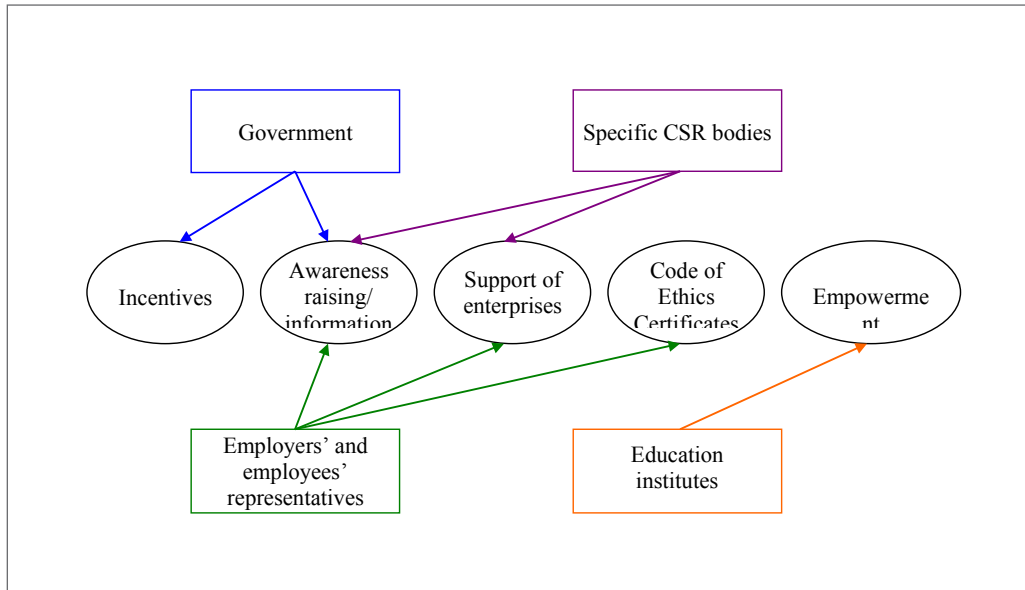 Government
Specific CSR bodies
Incentives
Awareness
raising/
information
Support of
enterprises
Code of
Ethics
Certificates
Empowerme
nt
Employers’ and
employees’
representatives
Education
institutes